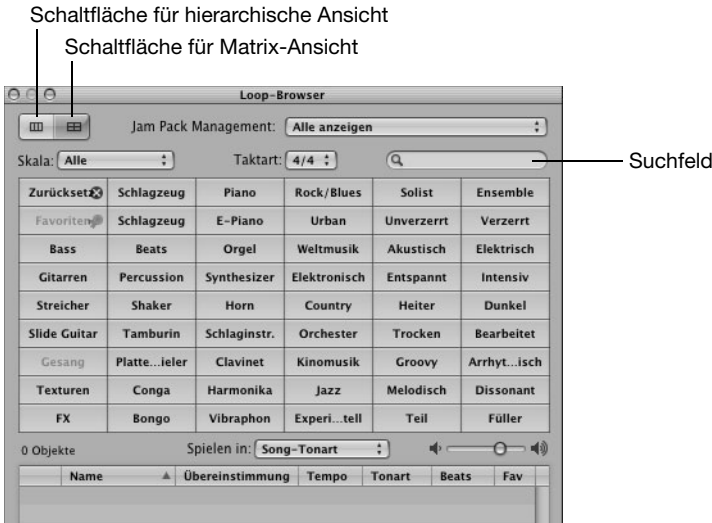 Schaltfläche für hierarchische Ansicht
Schaltfläche für Matrix-Ansicht
Loop-Browser
Jam Pack Management: Alle anzeigen
Skala: Alle Taktart: 4/4
Suchfeld
Zurücksetz Schlagzeug Piano Rock/Blues Solist Ensemble
Favoriten Schlagzeug E-Piano Urban Unverzerrt Verzerrt
Bass Beats Orgel Weltmusik Akustisch Elektrisch
Gitarren Percussion Synthesizer Elektronisch Entspannt Intensiv
Streicher Shaker Horn Country Heiter Dunkel
Slide Guitar Tamburin Schlaginstr. Orchester Trocken Bearbeitet
Gesang Platte...ieler Clavinet Kinomusik Groovy Arrhyt...isch
Texturen Conga Harmonika Jazz Melodisch Dissonant
FX Bongo Vibraphon Experi...tell Teil Füller
0 Objekte Spielen in: Song-Tonart
Name Übereinstimmung Tempo Tonart Beats Fav